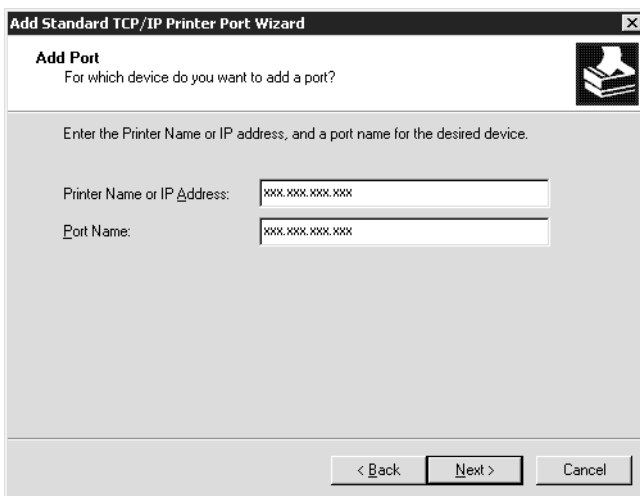 Add Standard TCP/IP Printer Port Wizard
Add Port
For which device do you want to add a port?
Enter the Printer Name or IP address, and a port name for the desired device.
Printer Name or IP Address: xxx.xxx.xxx.xxx
Port Name: xxx.xxx.xxx.xxx
< Back Next > Cancel